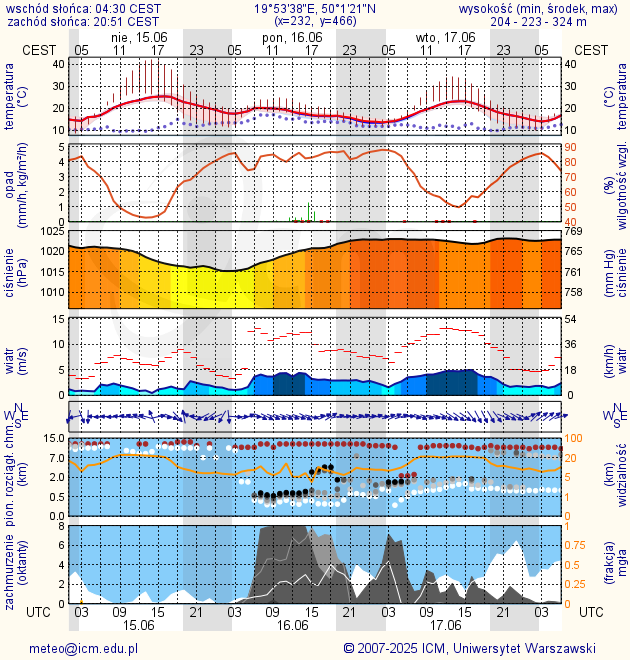 wschód słońca: 04:30 CEST 19°53'38"E, 50°1'21"N wysokość (min, środek, max)
zachód słońca: 20:51 CEST (x=232, y=466) 204 - 223 - 324 m
nie, 15.06 pon, 16.06 wto, 17.06
CEST 05 11 17 23 05 11 17 23 05 11 17 23 05 CEST
temperatura (°C) 40 30 20 10 40 30 20 10 (°C) temperatura
opad (mm/h, kg/m²/h) 5 4 3 2 1 0 90 80 70 60 50 40 (%) wilgotność wzgl.
ciśnienie (hPa) 1025 1020 1015 1010 769 765 761 758 (mm Hg) ciśnienie
wiatr (m/s) 15 10 5 0 54 36 18 0 (km/h) wiatr
N W E S N W E S
pion. rozciągł. chm. (km) 15.0 7.0 2.0 0.5 0.0 100 20 5 1 0 (km) widzialność
zachmurzenie (oktanty) 8 6 4 2 0 1 0.75 0.5 0.25 0 (frakcja) mgła
UTC 03 09 15 21 03 09 15 21 03 09 15 21 03 UTC
15.06 16.06 17.06
meteo@icm.edu.pl © 2007-2025 ICM, Uniwersytet Warszawski